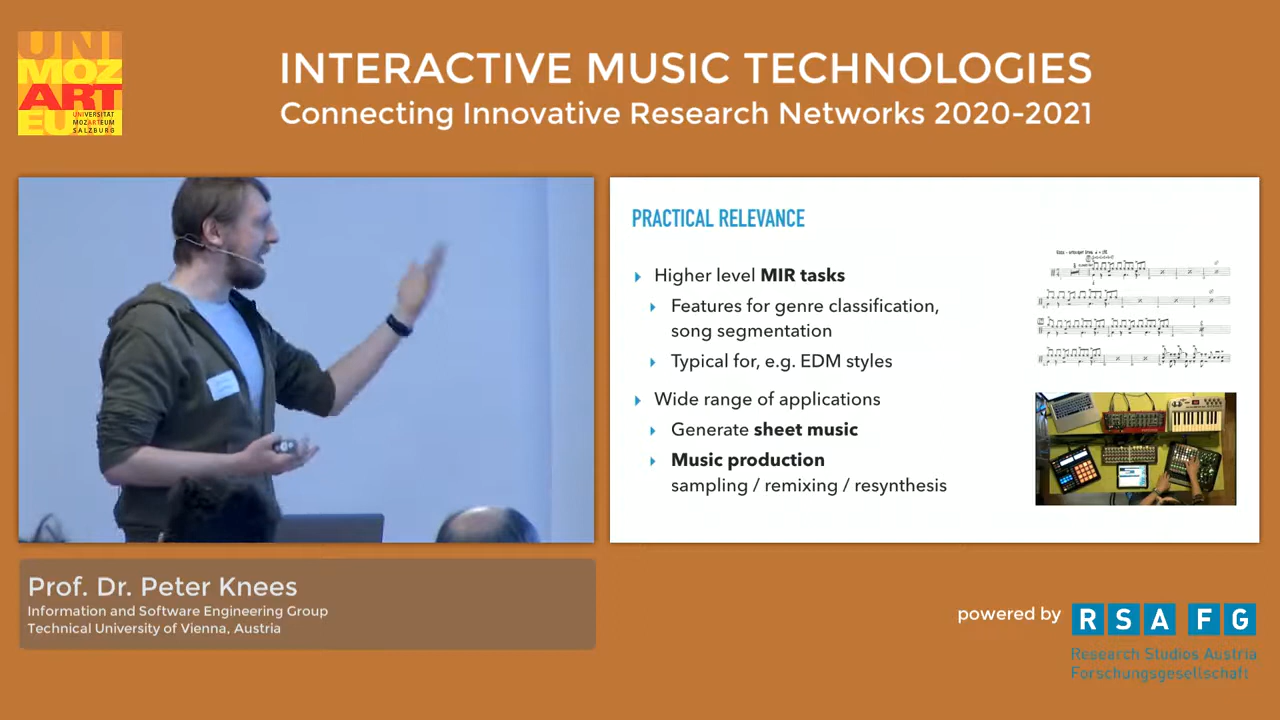 UNI
MOZ
ART
EU
UNIVERSITÄT
MOZARTEUM
SALZBURG
INTERACTIVE MUSIC TECHNOLOGIES
Connecting Innovative Research Networks 2020-2021
PRACTICAL RELEVANCE
Higher level MIR tasks
Features for genre classification,
song segmentation
Typical for, e.g. EDM styles
Wide range of applications
Generate sheet music
Music production
sampling / remixing / resynthesis
Prof. Dr. Peter Knees
Information and Software Engineering Group
Technical University of Vienna, Austria
powered by
RSA FG
Research Studios Austria
Forschungsgesellschaft